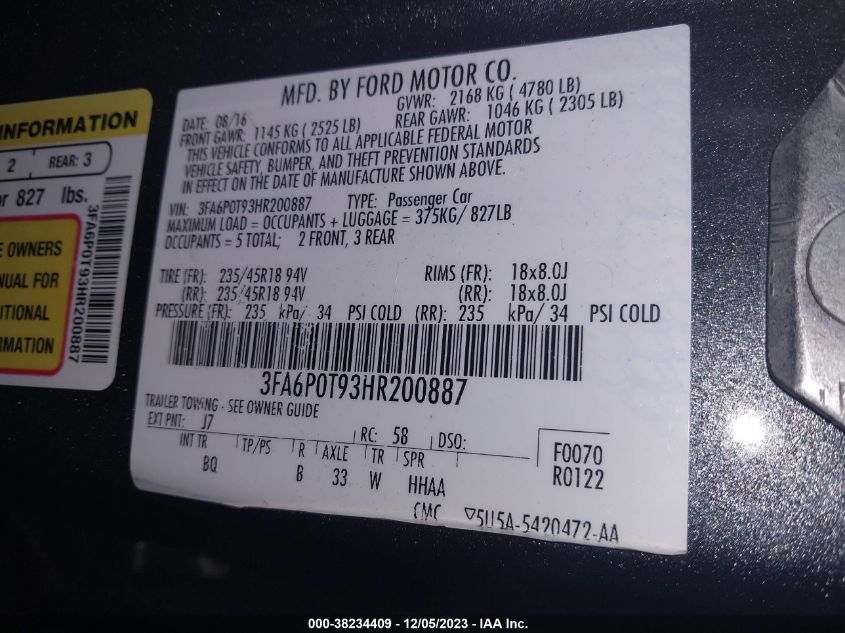 INFORMATION
2 REAR: 3
or 827 lbs.
E OWNERS
NUAL FOR
ITIONAL
RMATION
3FA6P0T93HR200887
MFD. BY FORD MOTOR CO.
DATE: 08/16 GVWR: 2168 KG ( 4780 LB)
FRONT GAWR: 1145 KG ( 2525 LB) REAR GAWR: 1046 KG ( 2305 LB)
THIS VEHICLE CONFORMS TO ALL APPLICABLE FEDERAL MOTOR
VEHICLE SAFETY, BUMPER, AND THEFT PREVENTION STANDARDS
IN EFFECT ON THE DATE OF MANUFACTURE SHOWN ABOVE.
VIN: 3FA6P0T93HR200887 TYPE: Passenger Car
MAXIMUM LOAD = OCCUPANTS + LUGGAGE = 375KG/ 827LB
OCCUPANTS = 5 TOTAL; 2 FRONT, 3 REAR
TIRE (FR): 235/45R18 94V RIMS (FR): 18x8.0J
(RR): 235/45R18 94V (RR): 18x8.0J
PRESSURE (FR): 235 kPa/ 34 PSI COLD (RR): 235 kPa/ 34 PSI COLD
3FA6P0T93HR200887
TRAILER TOWING - SEE OWNER GUIDE
EXT PNT: J7 RC: 58 DSO:
INT TR TP/PS R AXLE TR SPR
BQ B 33 W HHAA
F0070
R0122
CMC 5U5A-5420472-AA
000-38234409 - 12/05/2023 - IAA Inc.